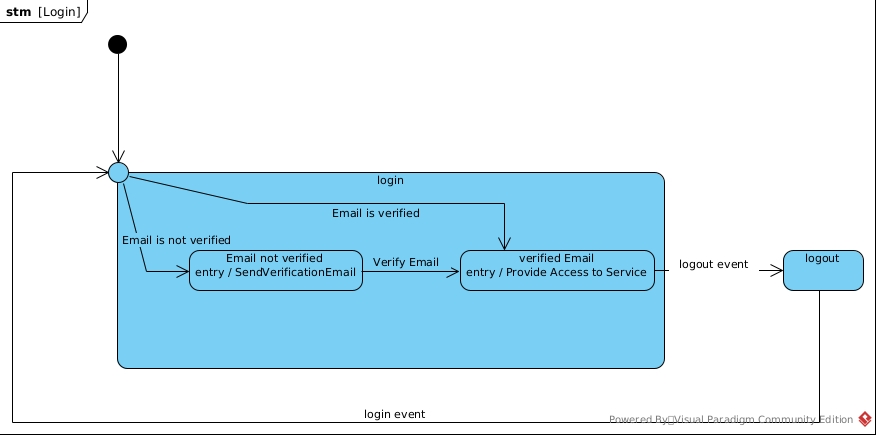 stm [Login]
login
Email is verified
Email is not verified
Email not verified
entry / SendVerificationEmail
Verify Email
verified Email
entry / Provide Access to Service
logout event
logout
login event
Powered By Visual Paradigm Community Edition